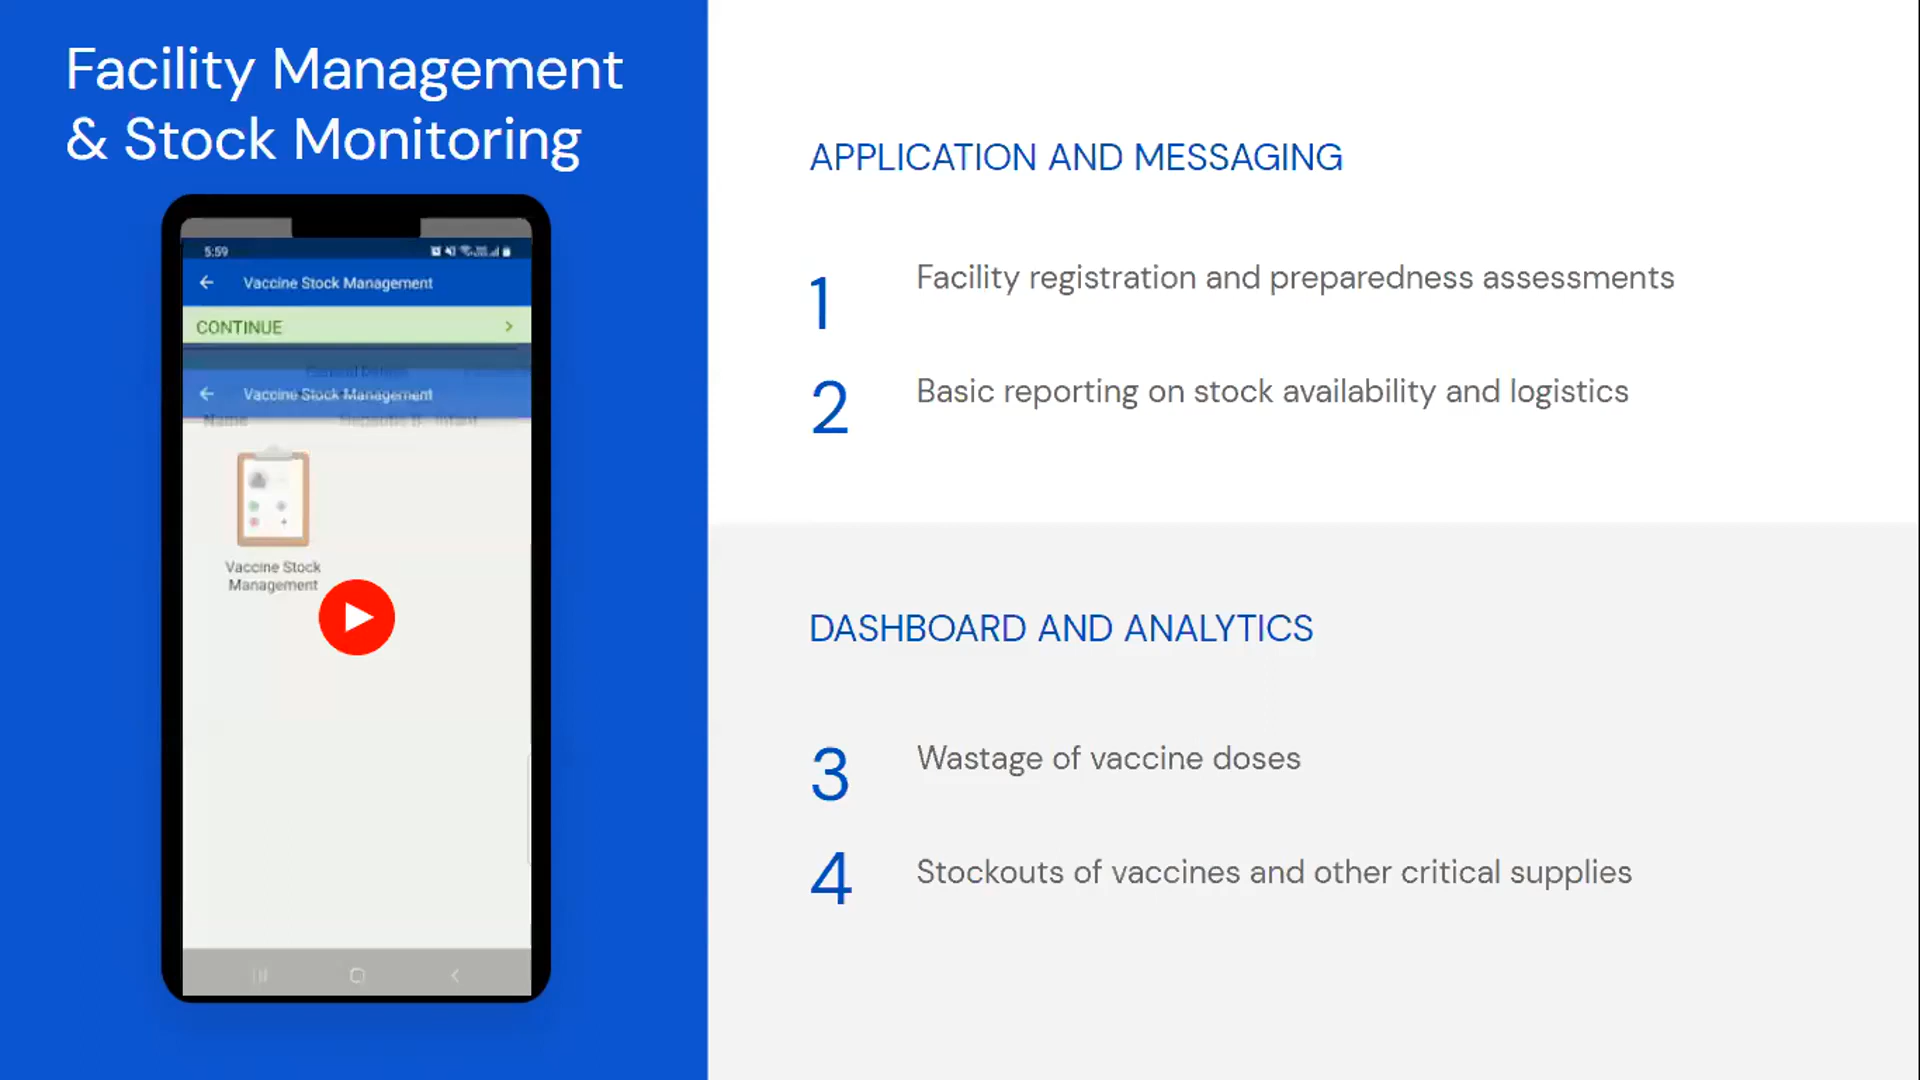 Facility Management
& Stock Monitoring
5:59
Vaccine Stock Management
CONTINUE
Vaccine Stock Management
Name
Vaccine Stock
Management
APPLICATION AND MESSAGING
1 Facility registration and preparedness assessments
2 Basic reporting on stock availability and logistics
DASHBOARD AND ANALYTICS
3 Wastage of vaccine doses
4 Stockouts of vaccines and other critical supplies